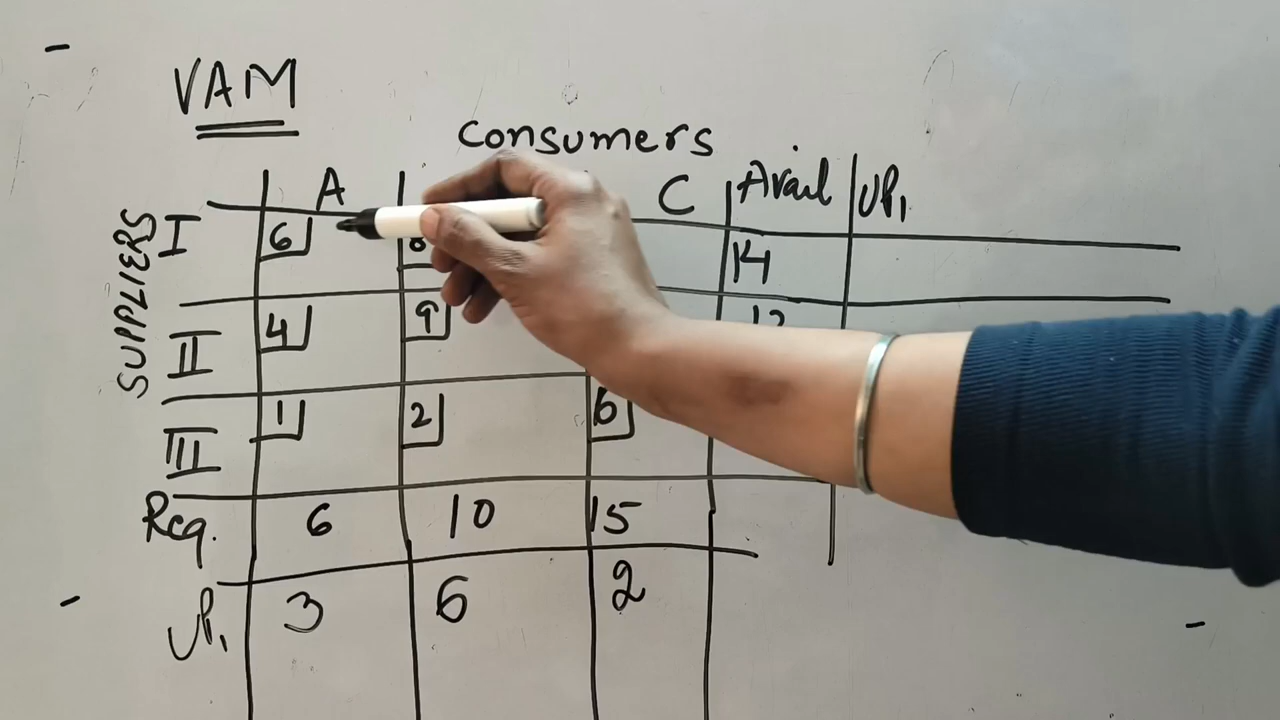 VAM
Consumers
A C Avail UP₁
SUPPLIERS
I 6 8 14
II 4 9 12
III 1 2 6
Req. 6 10 15
UP₁ 3 6 2